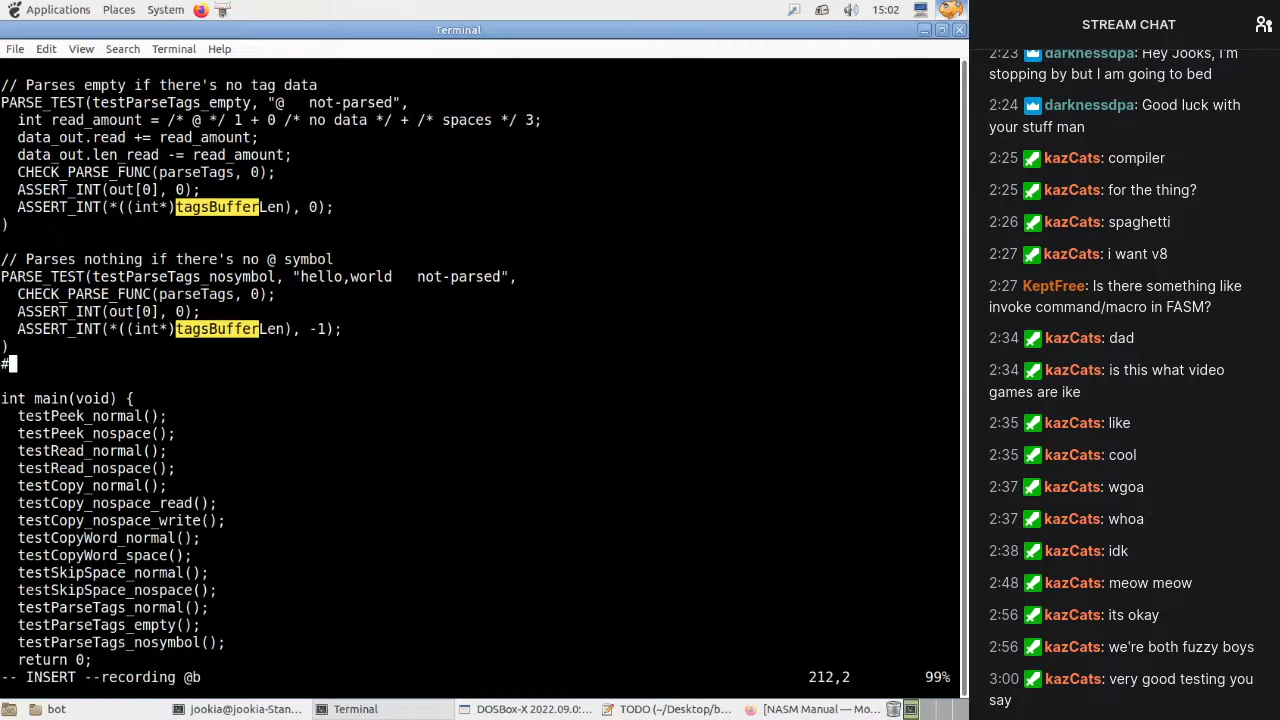 Applications Places System 15:02
Terminal
File Edit View Search Terminal Help
// Parses empty if there's no tag data
PARSE_TEST(testParseTags_empty, "@   not-parsed",
  int read_amount = /* @ */ 1 + 0 /* no data */ + /* spaces */ 3;
  data_out.read += read_amount;
  data_out.len_read -= read_amount;
  CHECK_PARSE_FUNC(parseTags, 0);
  ASSERT_INT(out[0], 0);
  ASSERT_INT(*((int*)tagsBufferLen), 0);
)
// Parses nothing if there's no @ symbol
PARSE_TEST(testParseTags_nosymbol, "hello,world   not-parsed",
  CHECK_PARSE_FUNC(parseTags, 0);
  ASSERT_INT(out[0], 0);
  ASSERT_INT(*((int*)tagsBufferLen), -1);
)
#
int main(void) {
  testPeek_normal();
  testPeek_nospace();
  testRead_normal();
  testRead_nospace();
  testCopy_normal();
  testCopy_nospace_read();
  testCopy_nospace_write();
  testCopyWord_normal();
  testCopyWord_space();
  testSkipSpace_normal();
  testSkipSpace_nospace();
  testParseTags_normal();
  testParseTags_empty();
  testParseTags_nosymbol();
  return 0;
-- INSERT --recording @b 212,2 99%
bot jookia@jookia-Stan... Terminal DOSBox-X 2022.09.0:... TODO (~/Desktop/b... [NASM Manual — Mo...
STREAM CHAT
2:23 darknessdpa: Hey Jooks, I'm
stopping by but I am going to bed
2:24 darknessdpa: Good luck with
your stuff man
2:25 kazCats: compiler
2:25 kazCats: for the thing?
2:26 kazCats: spaghetti
2:27 kazCats: i want v8
2:27 KeptFree: Is there something like
invoke command/macro in FASM?
2:34 kazCats: dad
2:34 kazCats: is this what video
games are ike
2:35 kazCats: like
2:35 kazCats: cool
2:37 kazCats: wgoa
2:37 kazCats: whoa
2:38 kazCats: idk
2:48 kazCats: meow meow
2:56 kazCats: its okay
2:56 kazCats: we're both fuzzy boys
3:00 kazCats: very good testing you
say